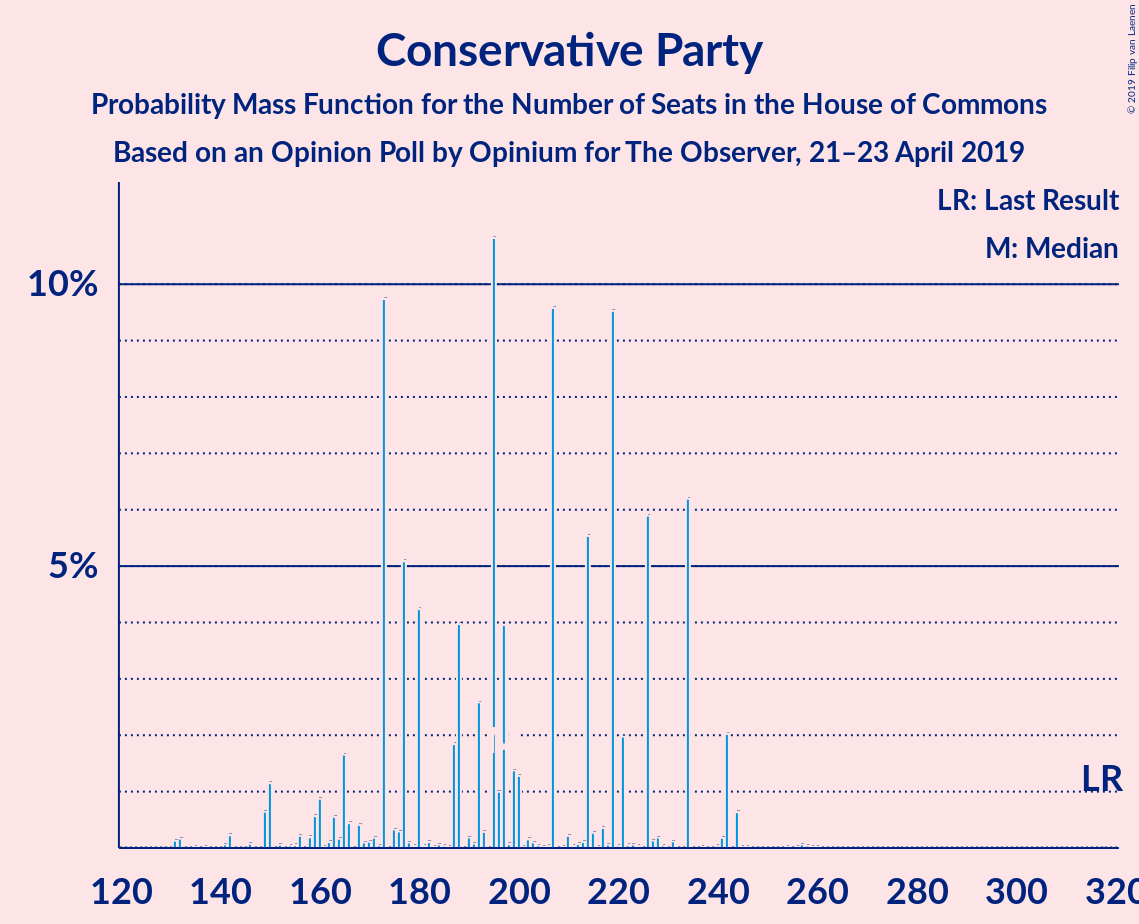 Conservative Party
Probability Mass Function for the Number of Seats in the House of Commons
Based on an Opinion Poll by Opinium for The Observer, 21–23 April 2019
© 2019 Filip van Laenen
LR: Last Result
M: Median
10%
5%
LR
120 140 160 180 200 220 240 260 280 300 320